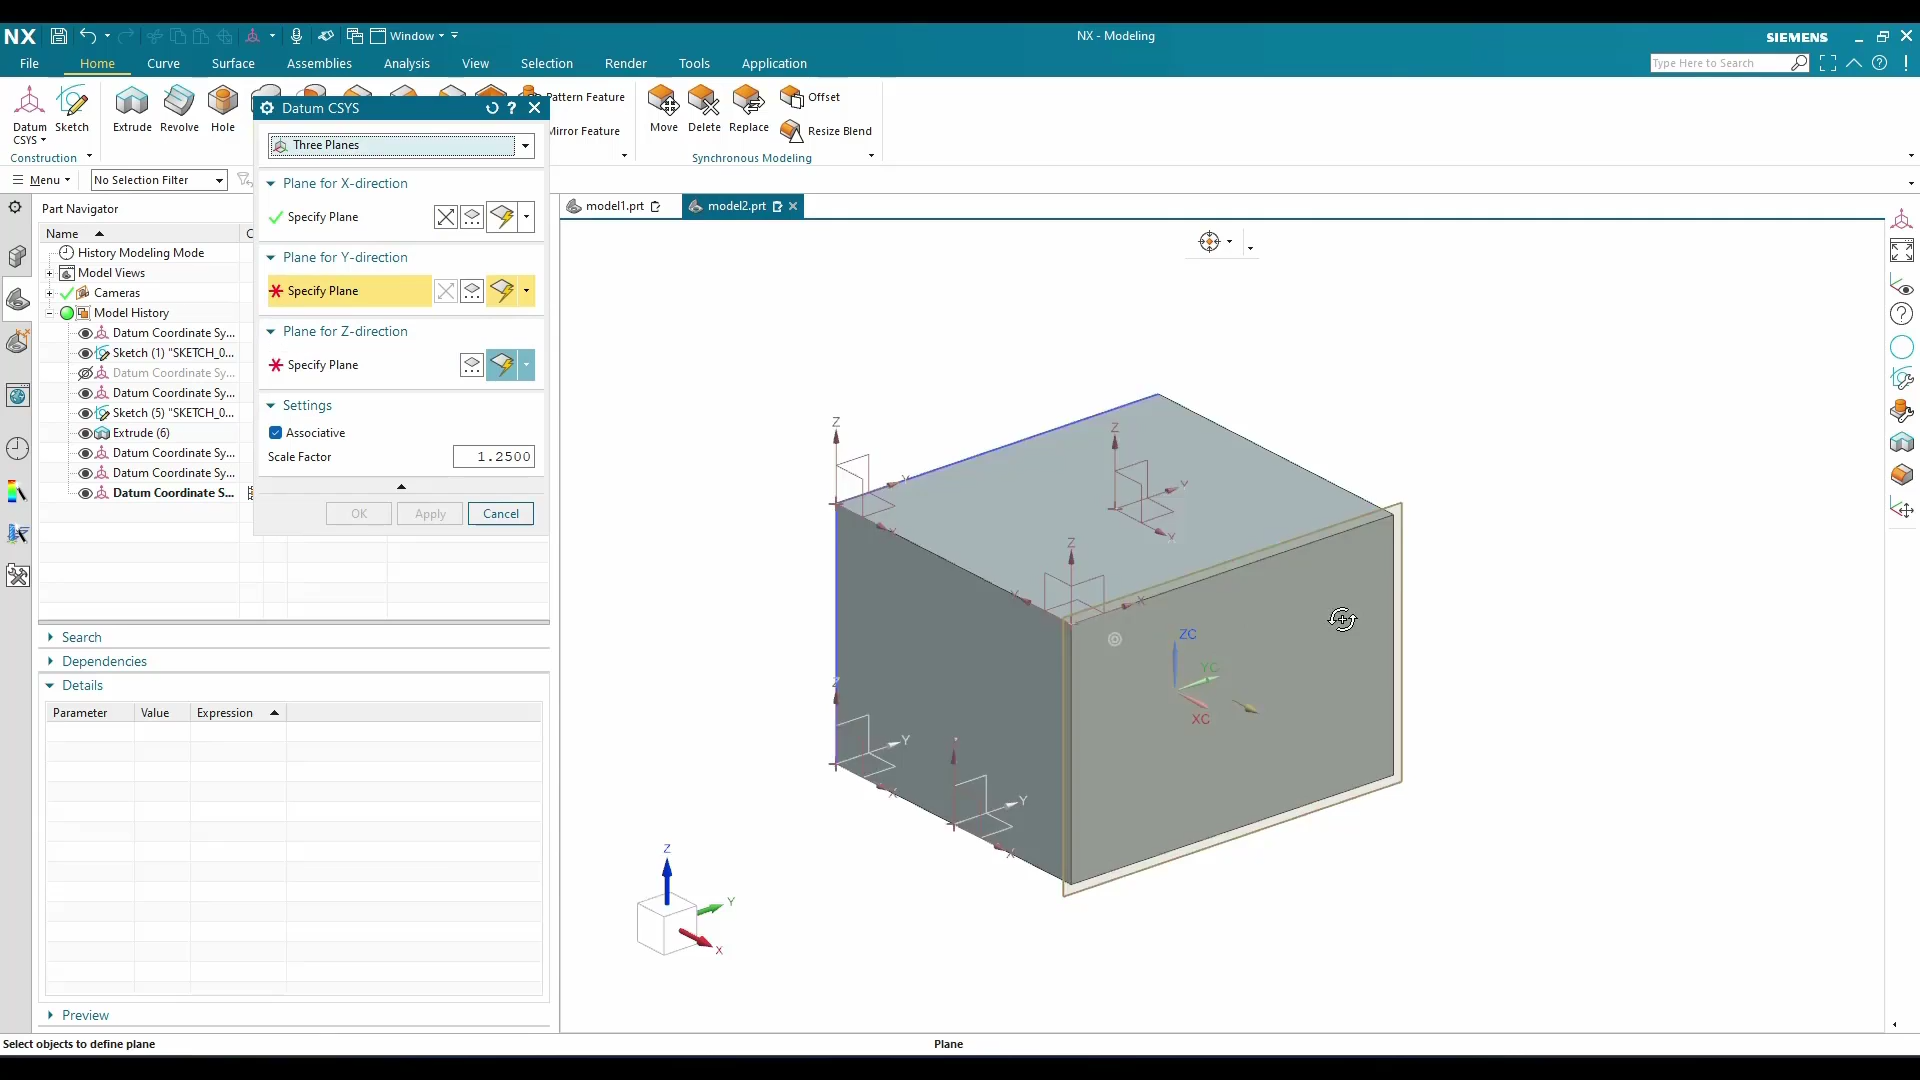 NX
Window
NX - Modeling
SIEMENS
File
Home
Curve
Surface
Assemblies
Analysis
View
Selection
Render
Tools
Application
Type Here to Search
Datum CSYS
Sketch
Extrude
Revolve
Hole
Pattern Feature
Mirror Feature
Move
Delete
Replace
Offset
Resize Blend
Construction
Synchronous Modeling
Menu
No Selection Filter
Datum CSYS
Three Planes
Plane for X-direction
Specify Plane
Plane for Y-direction
Specify Plane
Plane for Z-direction
Specify Plane
Settings
Associative
Scale Factor
1.2500
OK
Apply
Cancel
Part Navigator
Name
C
History Modeling Mode
Model Views
Cameras
Model History
Datum Coordinate Sy...
Sketch (1) "SKETCH_0...
Datum Coordinate Sy...
Datum Coordinate Sy...
Sketch (5) "SKETCH_0...
Extrude (6)
Datum Coordinate Sy...
Datum Coordinate Sy...
Datum Coordinate S...
Search
Dependencies
Details
Parameter
Value
Expression
Preview
model1.prt
model2.prt
Z
Y
X
Z
Y
X
Z
Y
X
ZC
YC
XC
Z
Y
X
Y
X
Z
Y
X
Select objects to define plane
Plane